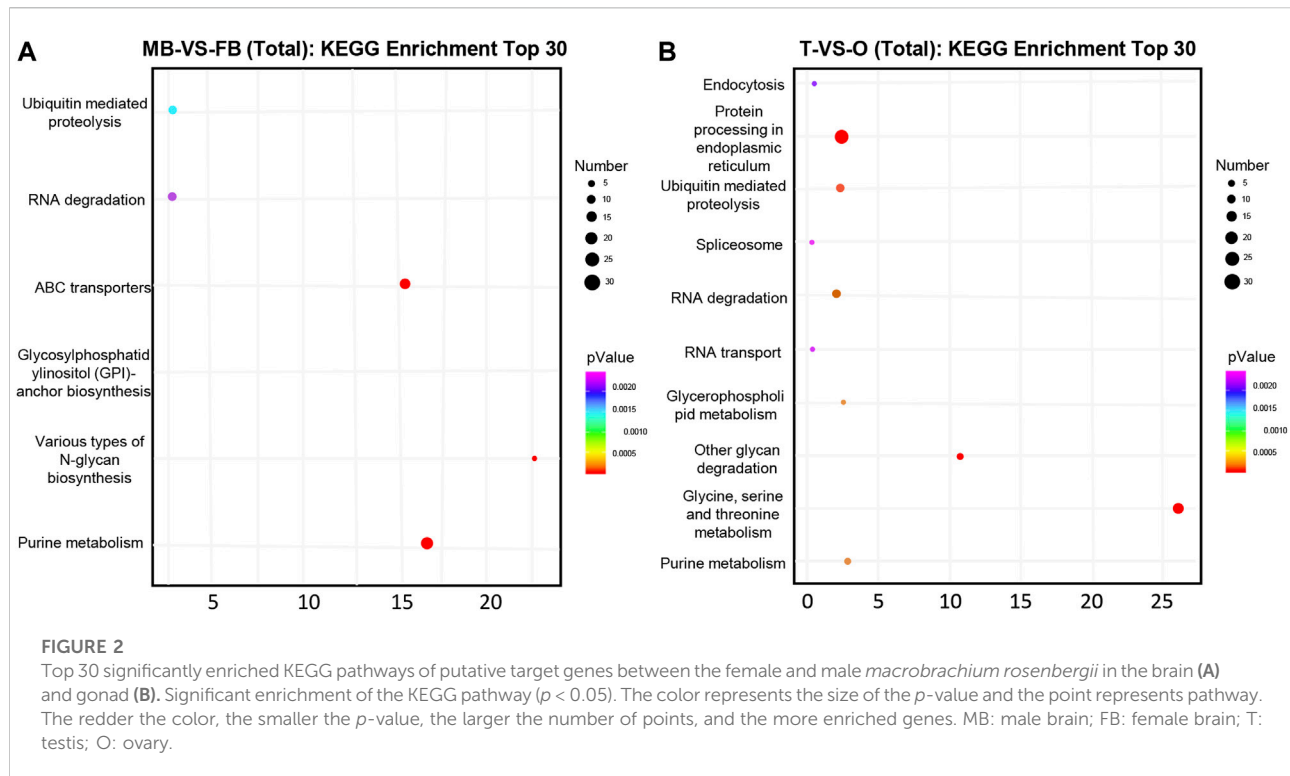 A
MB-VS-FB (Total): KEGG Enrichment Top 30
Ubiquitin mediated
proteolysis
RNA degradation
ABC transporters
Glycosylphosphatid
ylinositol (GPI)-
anchor biosynthesis
Various types of
N-glycan
biosynthesis
Purine metabolism
5
10
15
20
Number
5
10
15
20
25
30
pValue
0.0020
0.0015
0.0010
0.0005
B
T-VS-O (Total): KEGG Enrichment Top 30
Endocytosis
Protein
processing in
endoplasmic
reticulum
Ubiquitin mediated
proteolysis
Spliceosome
RNA degradation
RNA transport
Glycerophospholi
pid metabolism
Other glycan
degradation
Glycine, serine
and threonine
metabolism
Purine metabolism
0
5
10
15
20
25
Number
5
10
15
20
25
30
pValue
0.0020
0.0015
0.0010
0.0005
FIGURE 2
Top 30 significantly enriched KEGG pathways of putative target genes between the female and male macrobrachium rosenbergii in the brain (A)
and gonad (B). Significant enrichment of the KEGG pathway (p < 0.05). The color represents the size of the p-value and the point represents pathway.
The redder the color, the smaller the p-value, the larger the number of points, and the more enriched genes. MB: male brain; FB: female brain; T:
testis; O: ovary.